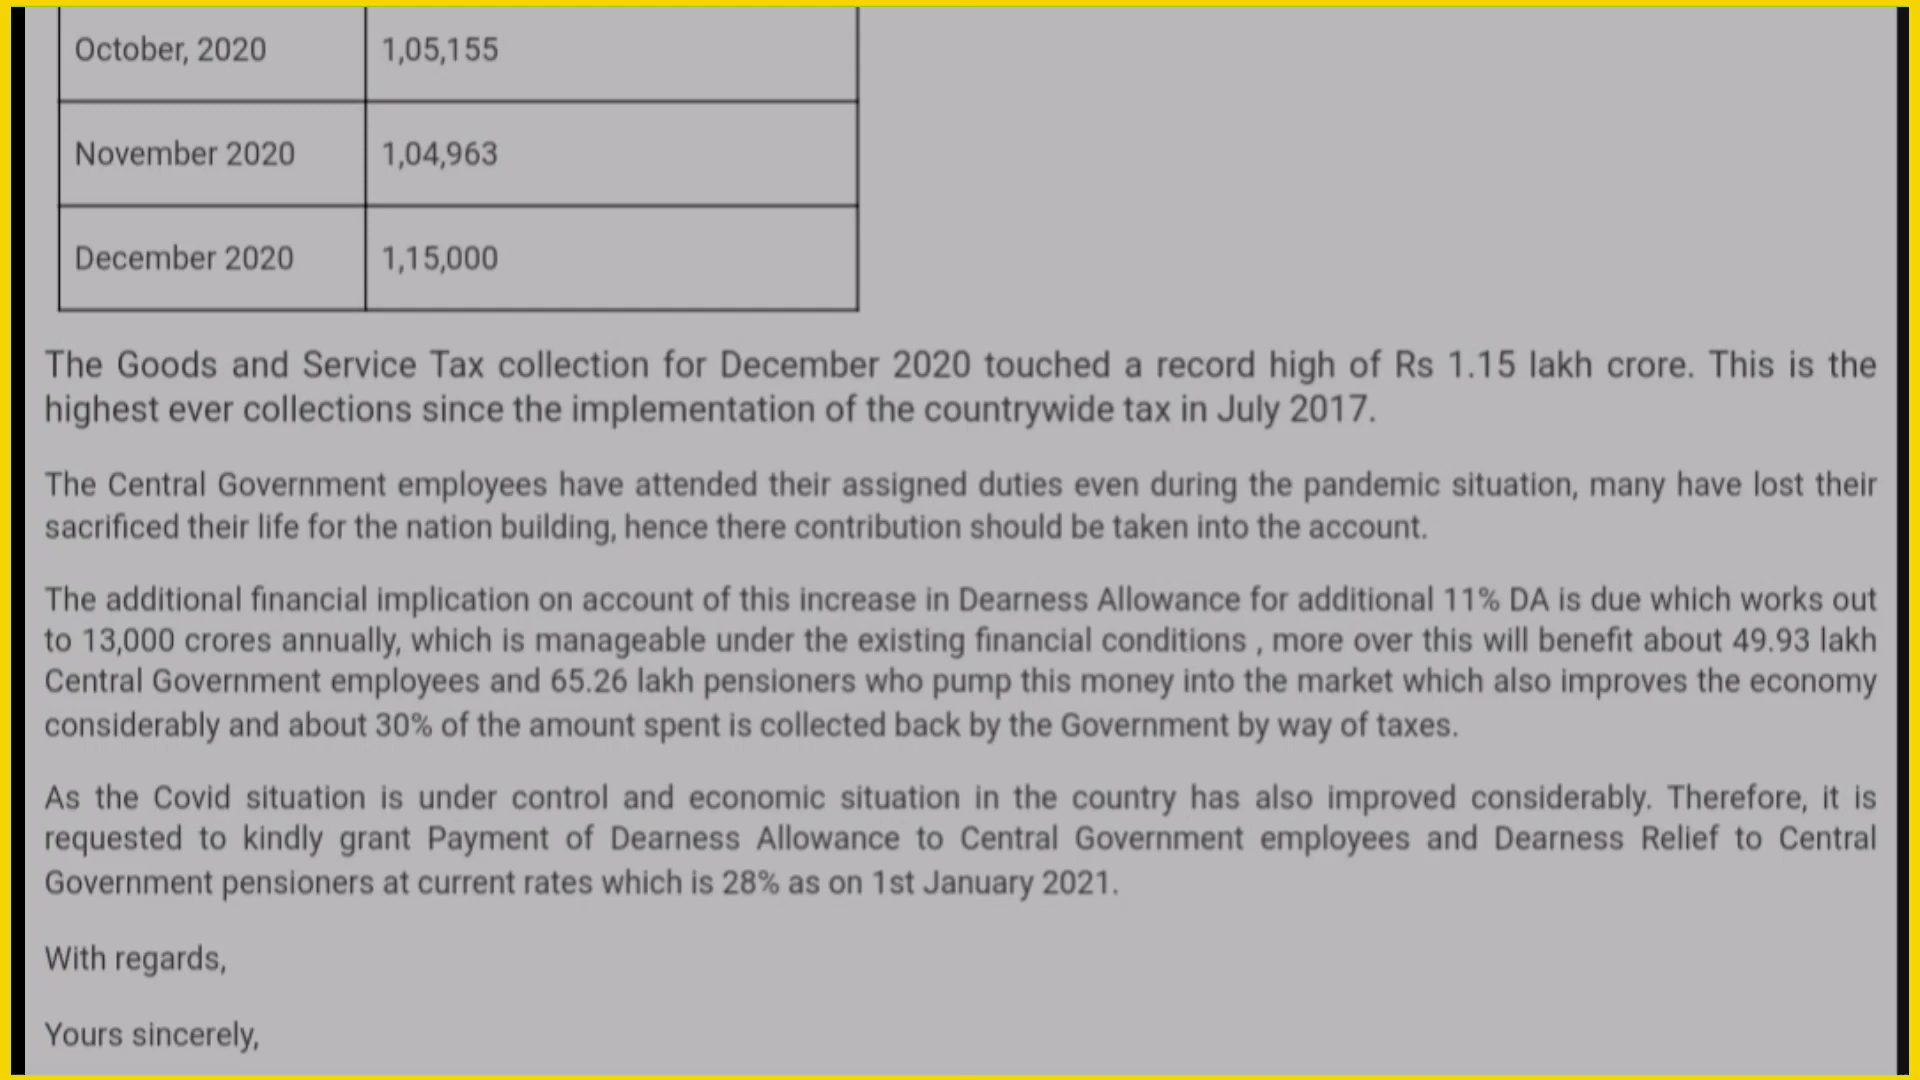 October, 2020 1,05,155
November 2020 1,04,963
December 2020 1,15,000
The Goods and Service Tax collection for December 2020 touched a record high of Rs 1.15 lakh crore. This is the
highest ever collections since the implementation of the countrywide tax in July 2017.
The Central Government employees have attended their assigned duties even during the pandemic situation, many have lost their
sacrificed their life for the nation building, hence there contribution should be taken into the account.
The additional financial implication on account of this increase in Dearness Allowance for additional 11% DA is due which works out
to 13,000 crores annually, which is manageable under the existing financial conditions , more over this will benefit about 49.93 lakh
Central Government employees and 65.26 lakh pensioners who pump this money into the market which also improves the economy
considerably and about 30% of the amount spent is collected back by the Government by way of taxes.
As the Covid situation is under control and economic situation in the country has also improved considerably. Therefore, it is
requested to kindly grant Payment of Dearness Allowance to Central Government employees and Dearness Relief to Central
Government pensioners at current rates which is 28% as on 1st January 2021.
With regards,
Yours sincerely,